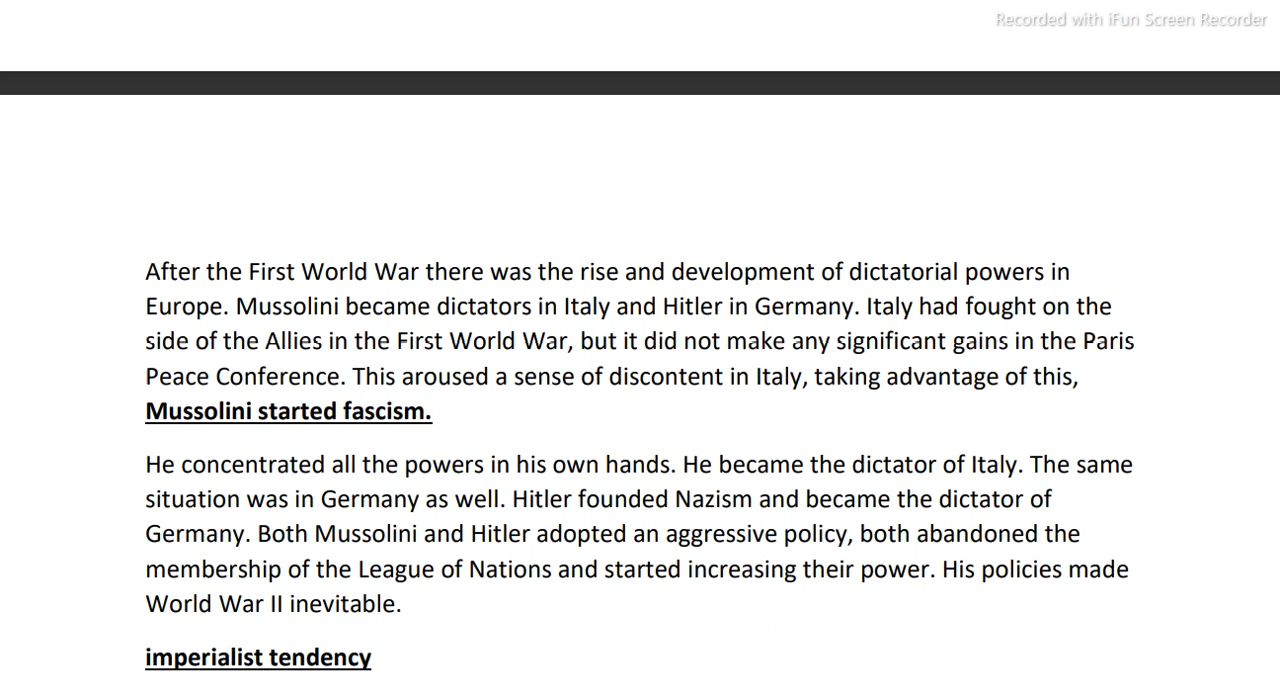 Recorded with iFun Screen Recorder
After the First World War there was the rise and development of dictatorial powers in
Europe. Mussolini became dictators in Italy and Hitler in Germany. Italy had fought on the
side of the Allies in the First World War, but it did not make any significant gains in the Paris
Peace Conference. This aroused a sense of discontent in Italy, taking advantage of this,
Mussolini started fascism.
He concentrated all the powers in his own hands. He became the dictator of Italy. The same
situation was in Germany as well. Hitler founded Nazism and became the dictator of
Germany. Both Mussolini and Hitler adopted an aggressive policy, both abandoned the
membership of the League of Nations and started increasing their power. His policies made
World War II inevitable.
imperialist tendency